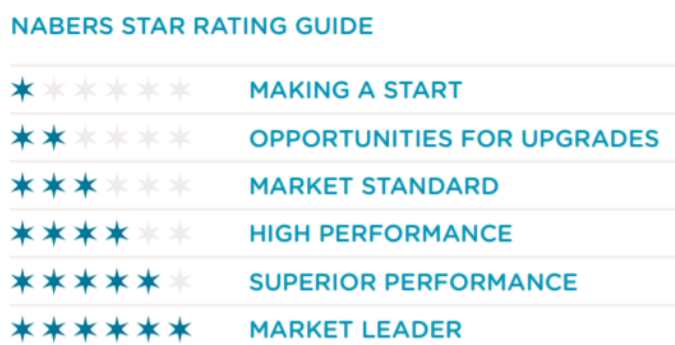 NABERS STAR RATING GUIDE
MAKING A START
OPPORTUNITIES FOR UPGRADES
MARKET STANDARD
HIGH PERFORMANCE
SUPERIOR PERFORMANCE
MARKET LEADER